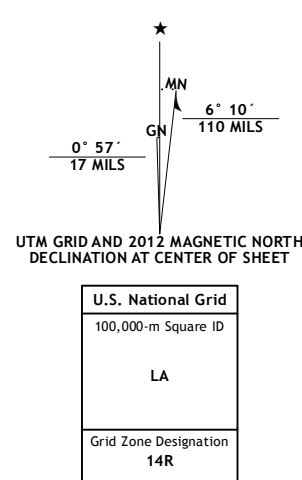 ★
MN
GN
6° 10´
110 MILS
0° 57´
17 MILS
UTM GRID AND 2012 MAGNETIC NORTH
DECLINATION AT CENTER OF SHEET
U.S. National Grid
100,000-m Square ID
LA
Grid Zone Designation
14R